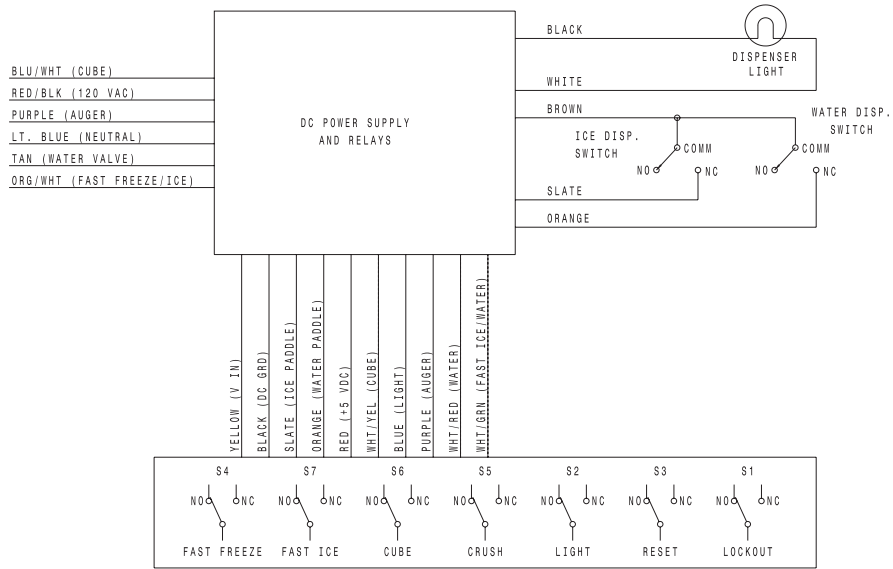 BLACK
DISPENSER
LIGHT
BLU/WHT (CUBE)
WHITE
RED/BLK (120 VAC)
BROWN
WATER DISP.
SWITCH
PURPLE (AUGER)
DC POWER SUPPLY
AND RELAYS
ICE DISP.
SWITCH
LT. BLUE (NEUTRAL)
COMM
COMM
TAN (WATER VALVE)
NO
NC
NO
NC
ORG/WHT (FAST FREEZE/ICE)
SLATE
ORANGE
YELLOW (V IN)
BLACK (DC GRD)
SLATE (ICE PADDLE)
ORANGE (WATER PADDLE)
RED (+5 VDC)
WHT/YEL (CUBE)
BLUE (LIGHT)
PURPLE (AUGER)
WHT/RED (WATER)
WHT/GRN (FAST ICE/WATER)
S4 S7 S6 S5 S2 S3 S1
NO NC NO NC NO NC NO NC NO NC NO NC NO NC
FAST FREEZE FAST ICE CUBE CRUSH LIGHT RESET LOCKOUT